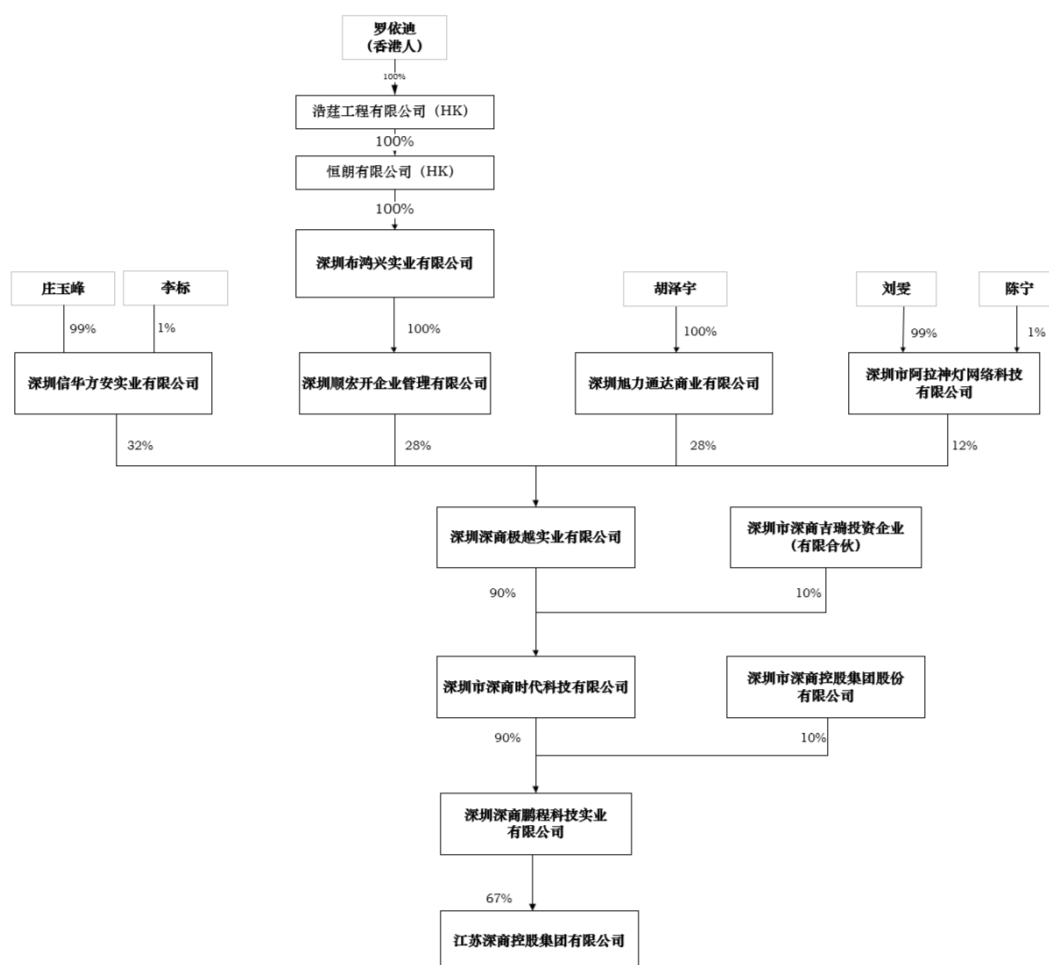 罗依迪
（香港人）
100%
浩莛工程有限公司（HK）
100%
恒朗有限公司（HK）
100%
深圳布鸿兴实业有限公司
庄玉峰
李标
胡泽宇
刘雯
陈宁
99%
1%
100%
100%
99%
1%
深圳信华方安实业有限公司
深圳顺宏开企业管理有限公司
深圳旭力通达商业有限公司
深圳市阿拉神灯网络科技
有限公司
32%
28%
28%
12%
深圳深商极越实业有限公司
深圳市深商吉瑞投资企业
（有限合伙）
90%
10%
深圳市深商时代科技有限公司
深圳市深商控股集团股份
有限公司
90%
10%
深圳深商鹏程科技实业
有限公司
67%
江苏深商控股集团有限公司